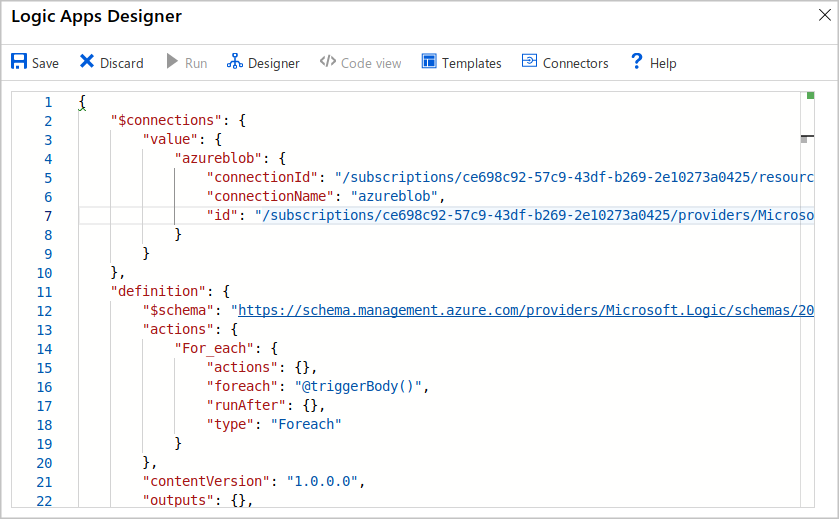 Logic Apps Designer
Save Discard Run Designer </> Code view Templates Connectors ? Help
1 {
2 "$connections": {
3 "value": {
4 "azureblob": {
5 "connectionId": "/subscriptions/ce698c92-57c9-43df-b269-2e10273a0425/resourc
6 "connectionName": "azureblob",
7 "id": "/subscriptions/ce698c92-57c9-43df-b269-2e10273a0425/providers/Microso
8 }
9 }
10 },
11 "definition": {
12 "$schema": "https://schema.management.azure.com/providers/Microsoft.Logic/schemas/20
13 "actions": {
14 "For_each": {
15 "actions": {},
16 "foreach": "@triggerBody()",
17 "runAfter": {},
18 "type": "Foreach"
19 }
20 },
21 "contentVersion": "1.0.0.0",
22 "outputs": {},